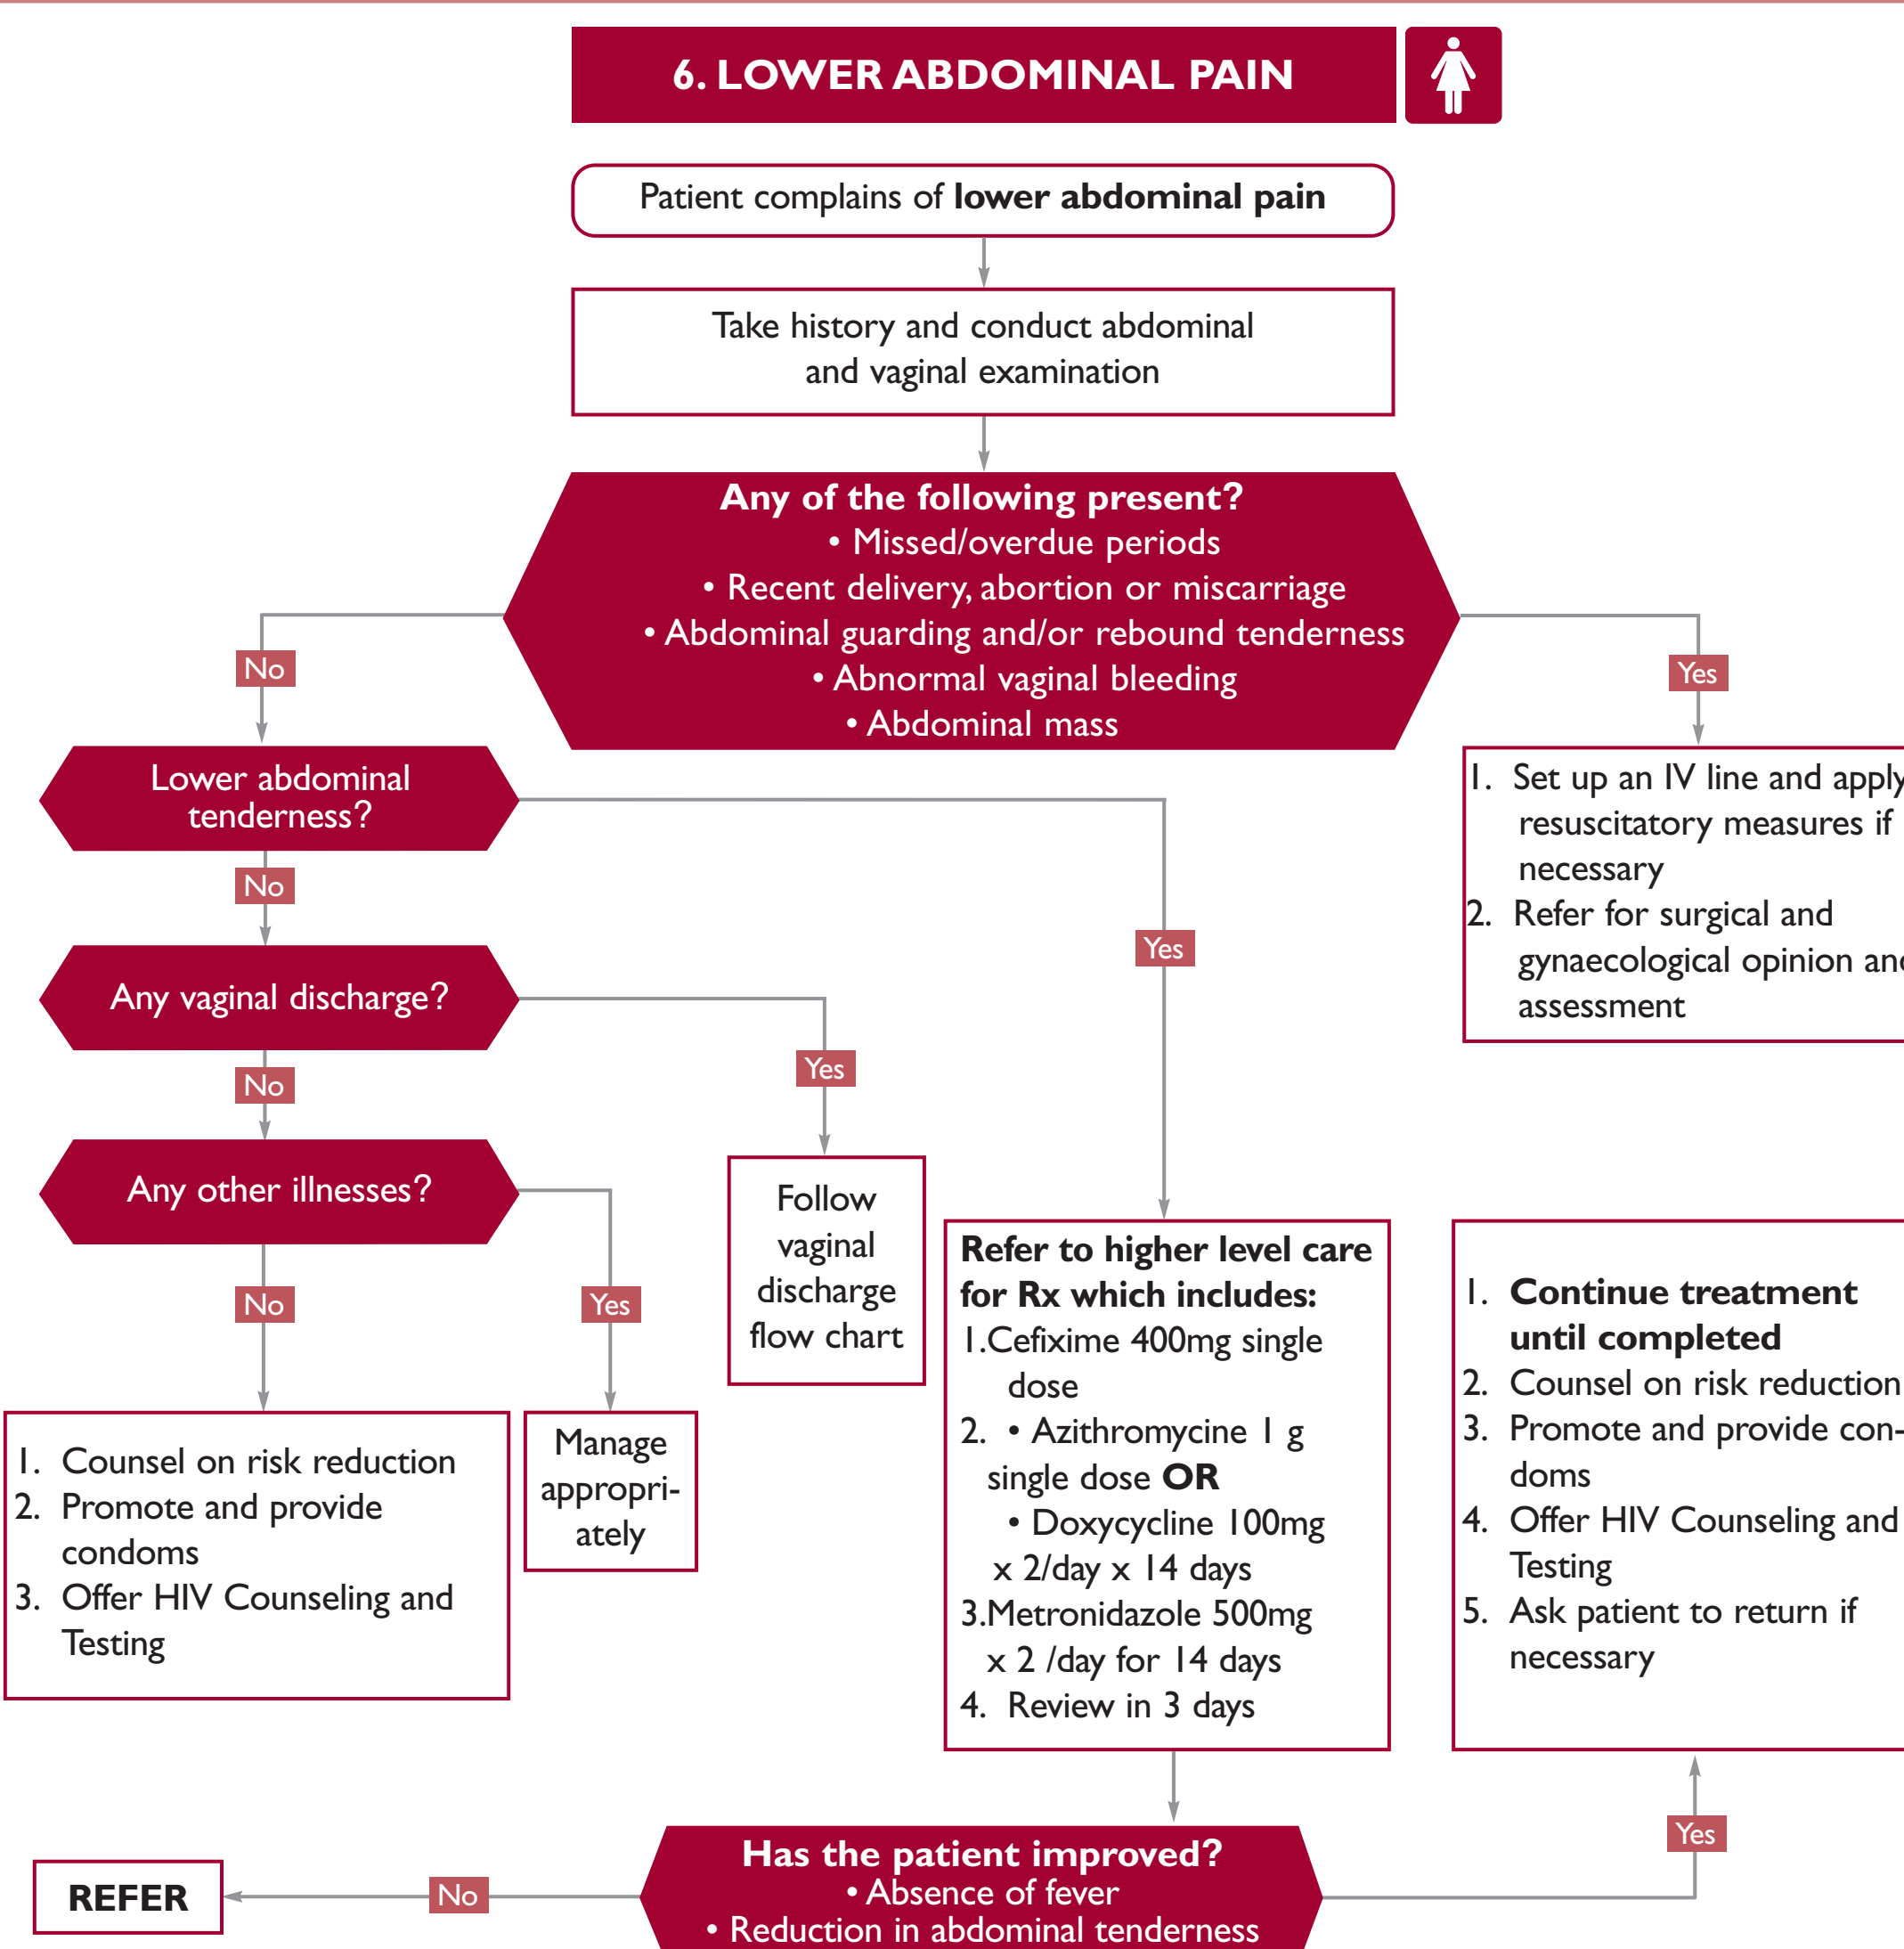 6. LOWER ABDOMINAL PAIN
Patient complains of lower abdominal pain
Take history and conduct abdominal
and vaginal examination
Any of the following present?
• Missed/overdue periods
• Recent delivery, abortion or miscarriage
• Abdominal guarding and/or rebound tenderness
• Abnormal vaginal bleeding
• Abdominal mass
No
Yes
Lower abdominal
tenderness?
No
Yes
1. Set up an IV line and apply
resuscitatory measures if
necessary
2. Refer for surgical and
gynaecological opinion and
assessment
Any vaginal discharge?
No
Yes
Any other illnesses?
No
Yes
Follow
vaginal
discharge
flow chart
Refer to higher level care
for Rx which includes:
1.Cefixime 400mg single
dose
2. • Azithromycine 1 g
single dose OR
• Doxycycline 100mg
x 2/day x 14 days
3.Metronidazole 500mg
x 2 /day for 14 days
4. Review in 3 days
1. Continue treatment
until completed
2. Counsel on risk reduction
3. Promote and provide con-
doms
4. Offer HIV Counseling and
Testing
5. Ask patient to return if
necessary
1. Counsel on risk reduction
2. Promote and provide
condoms
3. Offer HIV Counseling and
Testing
Manage
appropri-
ately
Has the patient improved?
• Absence of fever
• Reduction in abdominal tenderness
No
Yes
REFER